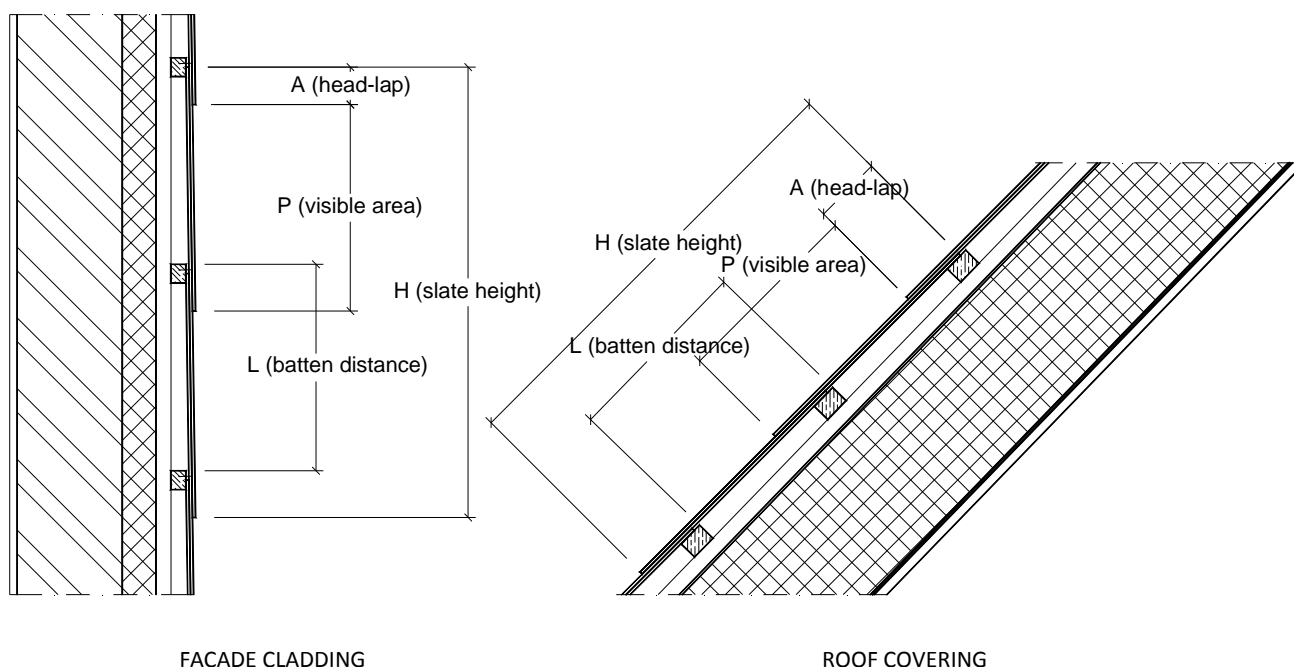 A (head-lap)
P (visible area)
H (slate height)
L (batten distance)
A (head-lap)
H (slate height)
P (visible area)
L (batten distance)
FACADE CLADDING
ROOF COVERING